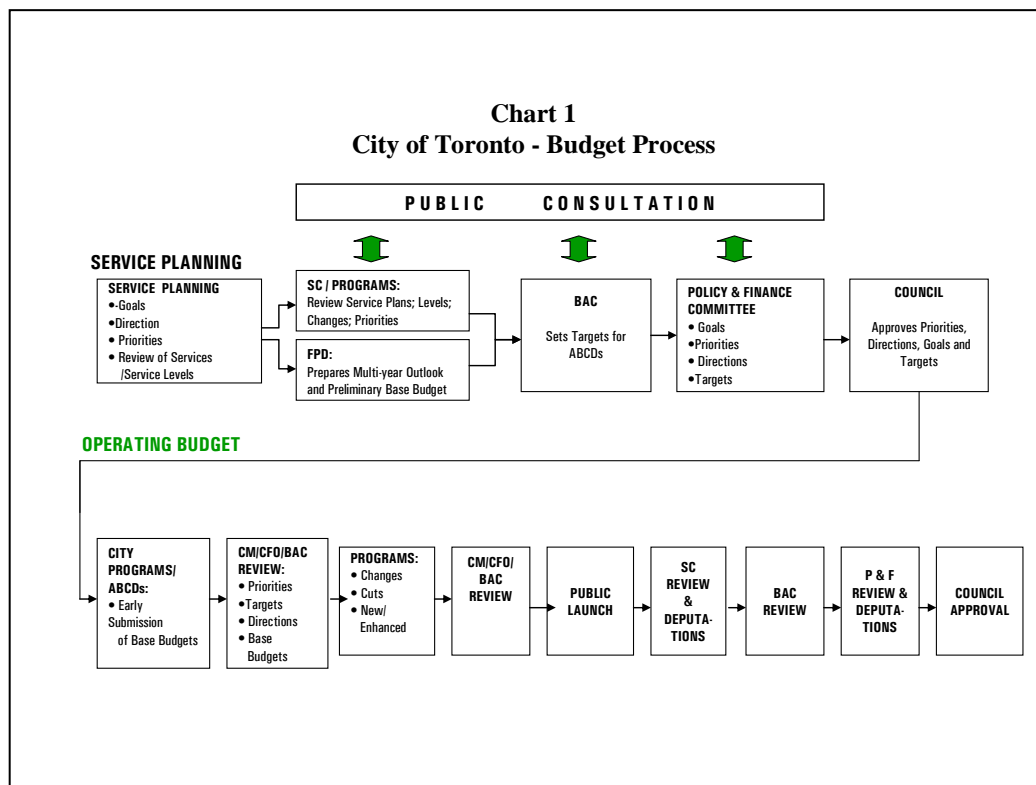 Chart 1
City of Toronto - Budget Process
PUBLIC CONSULTATION
SERVICE PLANNING
SERVICE PLANNING
•-Goals
•Direction
• Priorities
• Review of Services
/Service Levels
SC / PROGRAMS:
Review Service Plans; Levels;
Changes; Priorities
FPD:
Prepares Multi-year Outlook
and Preliminary Base Budget
BAC
Sets Targets for
ABCDs
POLICY & FINANCE
COMMITTEE
• Goals
•Priorities
• Directions
•Targets
COUNCIL
Approves Priorities,
Directions, Goals and
Targets
OPERATING BUDGET
CITY
PROGRAMS/
ABCDs:
• Early
Submission
of Base Budgets
CM/CFO/BAC
REVIEW:
• Priorities
•Targets
• Directions
• Base
Budgets
PROGRAMS:
• Changes
• Cuts
• New/
Enhanced
CM/CFO/
BAC
REVIEW
PUBLIC
LAUNCH
SC
REVIEW
&
DEPUTA-
TIONS
BAC
REVIEW
P & F
REVIEW &
DEPUTA-
TIONS
COUNCIL
APPROVAL